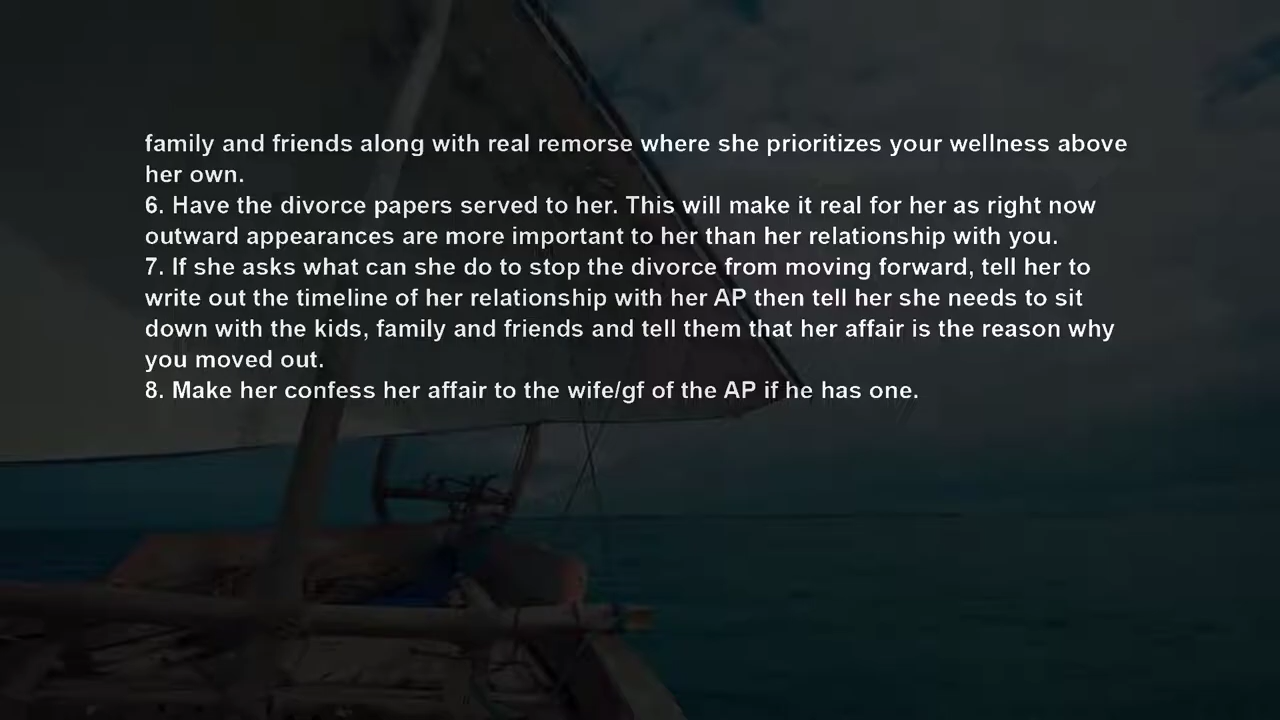 family and friends along with real remorse where she prioritizes your wellness above
her own.
6. Have the divorce papers served to her. This will make it real for her as right now
outward appearances are more important to her than her relationship with you.
7. If she asks what can she do to stop the divorce from moving forward, tell her to
write out the timeline of her relationship with her AP then tell her she needs to sit
down with the kids, family and friends and tell them that her affair is the reason why
you moved out.
8. Make her confess her affair to the wife/gf of the AP if he has one.